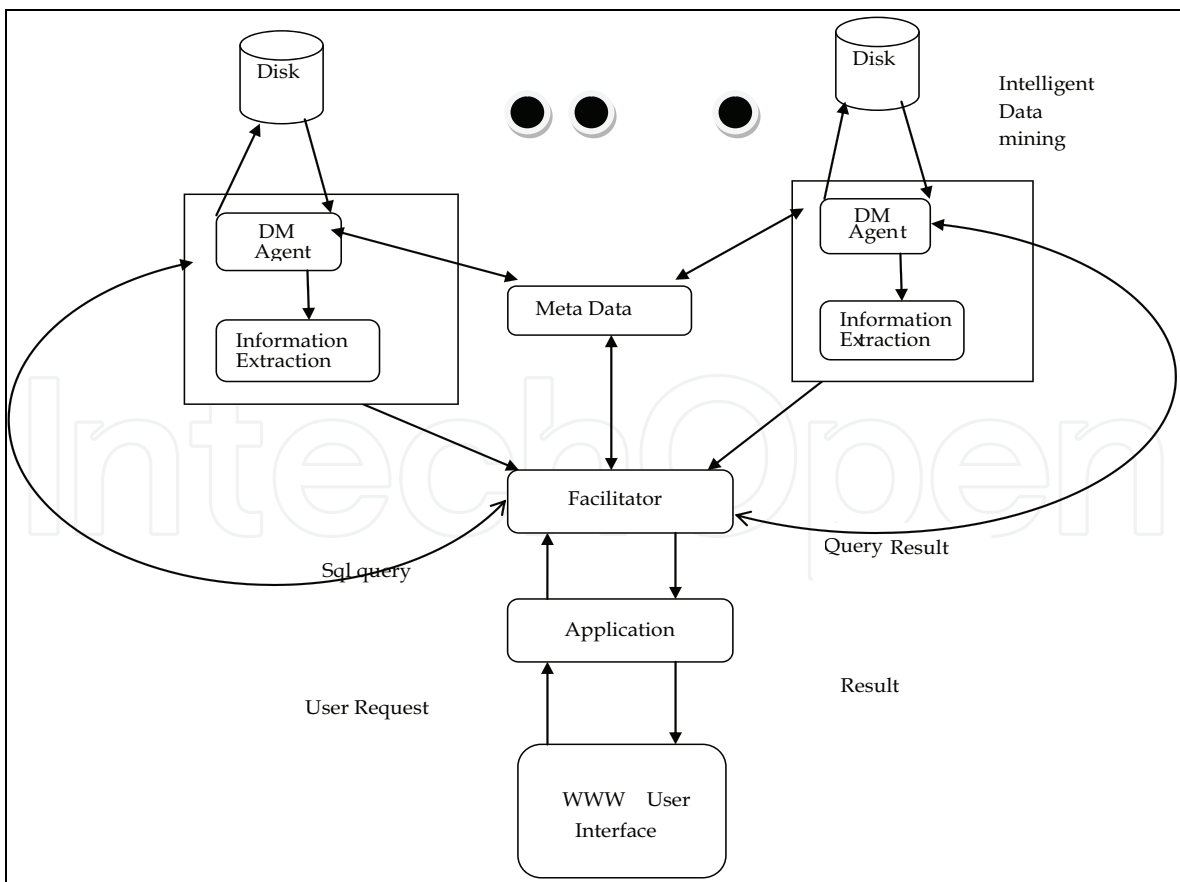 Disk
Disk
Intelligent
Data
mining
DM
Agent
Information
Extraction
Meta Data
DM
Agent
Information
Extraction
IntechOpen
Facilitator
Sql query
Query Result
Application
User Request
Result
WWW User
Interface